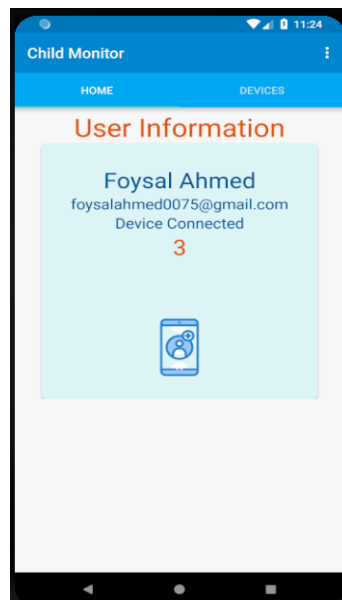 11:24
Child Monitor
HOME DEVICES
User Information
Foysal Ahmed
foysalahmed0075@gmail.com
Device Connected
3